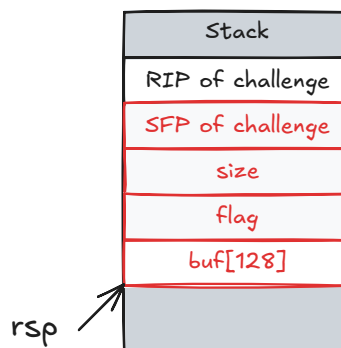 Stack
RIP of challenge
SFP of challenge
size
flag
buf[128]
rsp